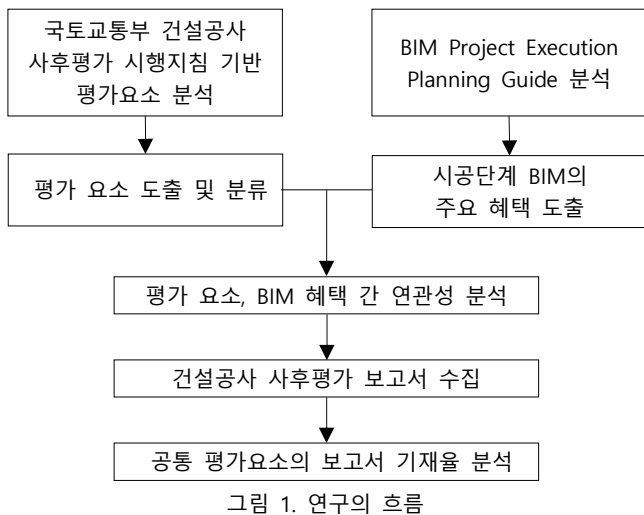 국토교통부 건설공사
사후평가 시행지침 기반
평가요소 분석
BIM Project Execution
Planning Guide 분석
평가 요소 도출 및 분류
시공단계 BIM의
주요 혜택 도출
평가 요소, BIM 혜택 간 연관성 분석
건설공사 사후평가 보고서 수집
공통 평가요소의 보고서 기재율 분석
그림 1. 연구의 흐름